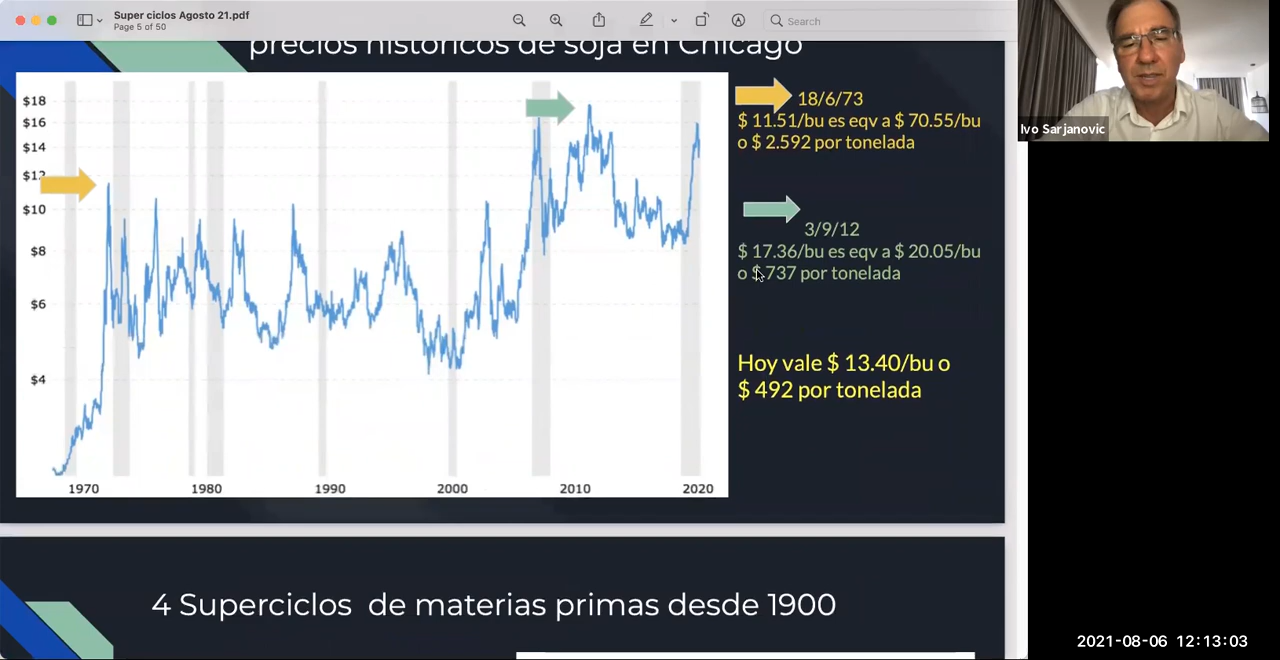 Super ciclos Agosto 21.pdf
Page 5 of 50
Search
precios históricos de soja en Chicago
$18
$16
$14
$12
$10
$8
$6
$4
1970 1980 1990 2000 2010 2020
18/6/73
$ 11.51/bu es eqv a $ 70.55/bu
o $ 2.592 por tonelada
3/9/12
$ 17.36/bu es eqv a $ 20.05/bu
o $ 737 por tonelada
Hoy vale $ 13.40/bu o
$ 492 por tonelada
4 Superciclos de materias primas desde 1900
Ivo Sarjanovic
2021-08-06 12:13:03